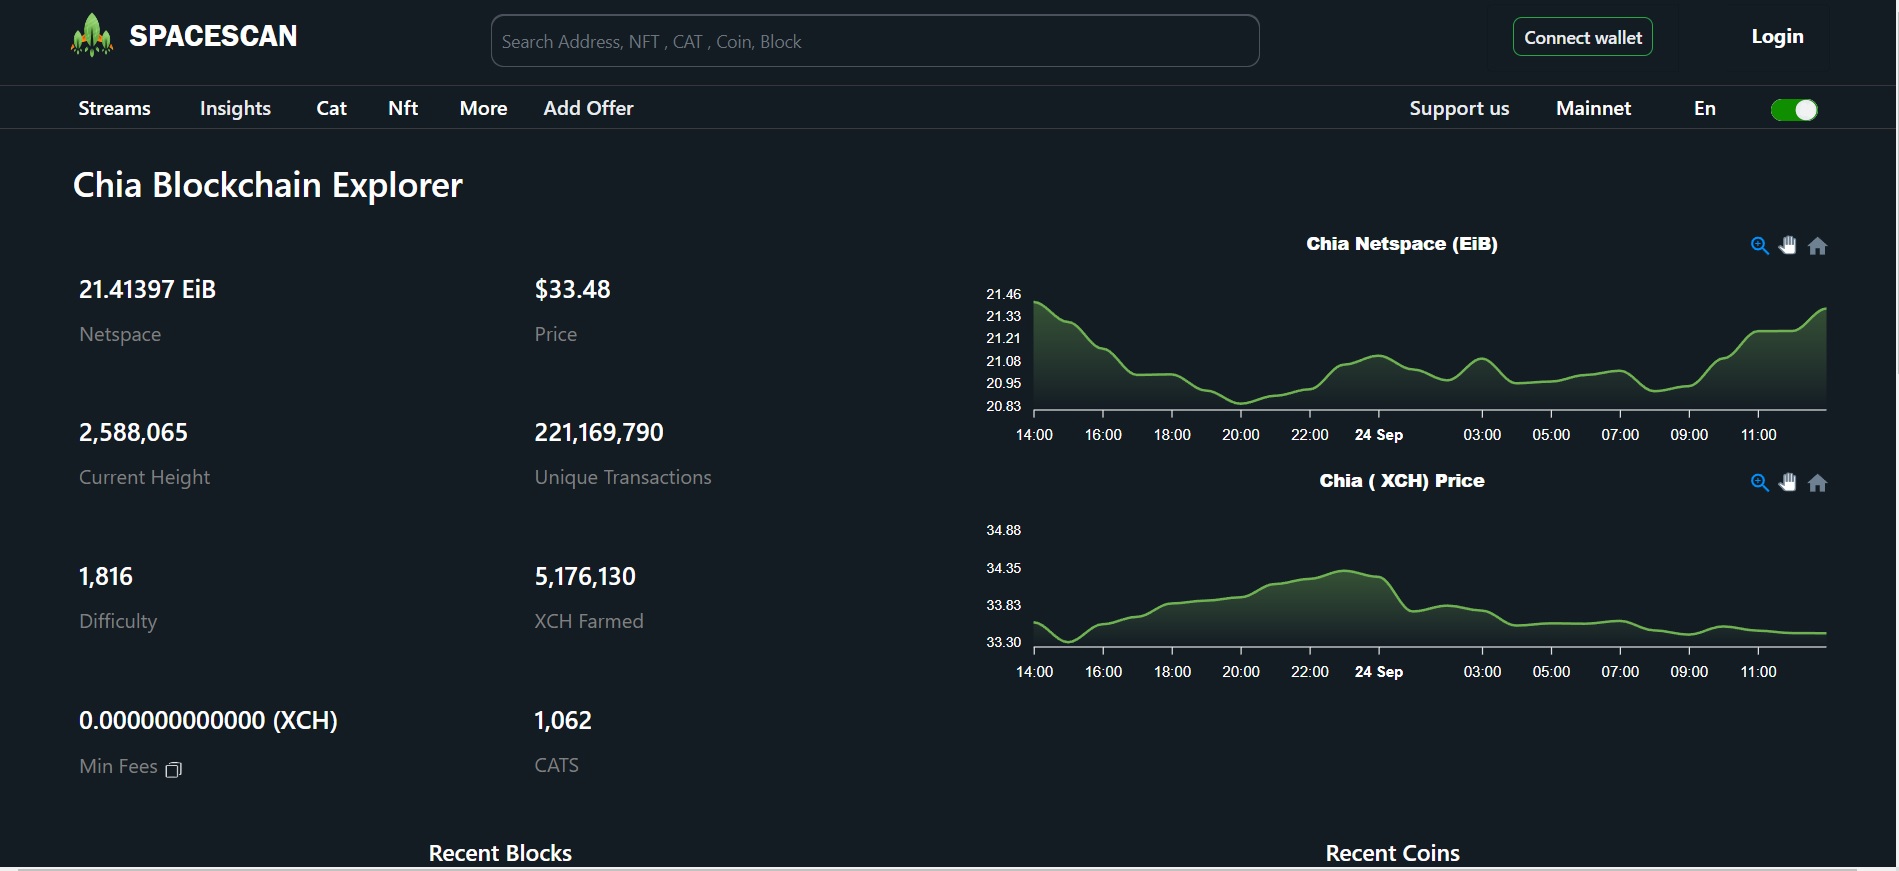 SPACESCAN
Search Address, NFT , CAT , Coin, Block
Connect wallet
Login
Streams Insights Cat Nft More Add Offer
Support us Mainnet En
Chia Blockchain Explorer
21.41397 EiB
Netspace
$33.48
Price
2,588,065
Current Height
221,169,790
Unique Transactions
1,816
Difficulty
5,176,130
XCH Farmed
0.000000000000 (XCH)
Min Fees
1,062
CATS
Chia Netspace (EiB)
21.46
21.33
21.21
21.08
20.95
20.83
14:00 16:00 18:00 20:00 22:00 24 Sep 03:00 05:00 07:00 09:00 11:00
Chia ( XCH) Price
34.88
34.35
33.83
33.30
14:00 16:00 18:00 20:00 22:00 24 Sep 03:00 05:00 07:00 09:00 11:00
Recent Blocks
Recent Coins